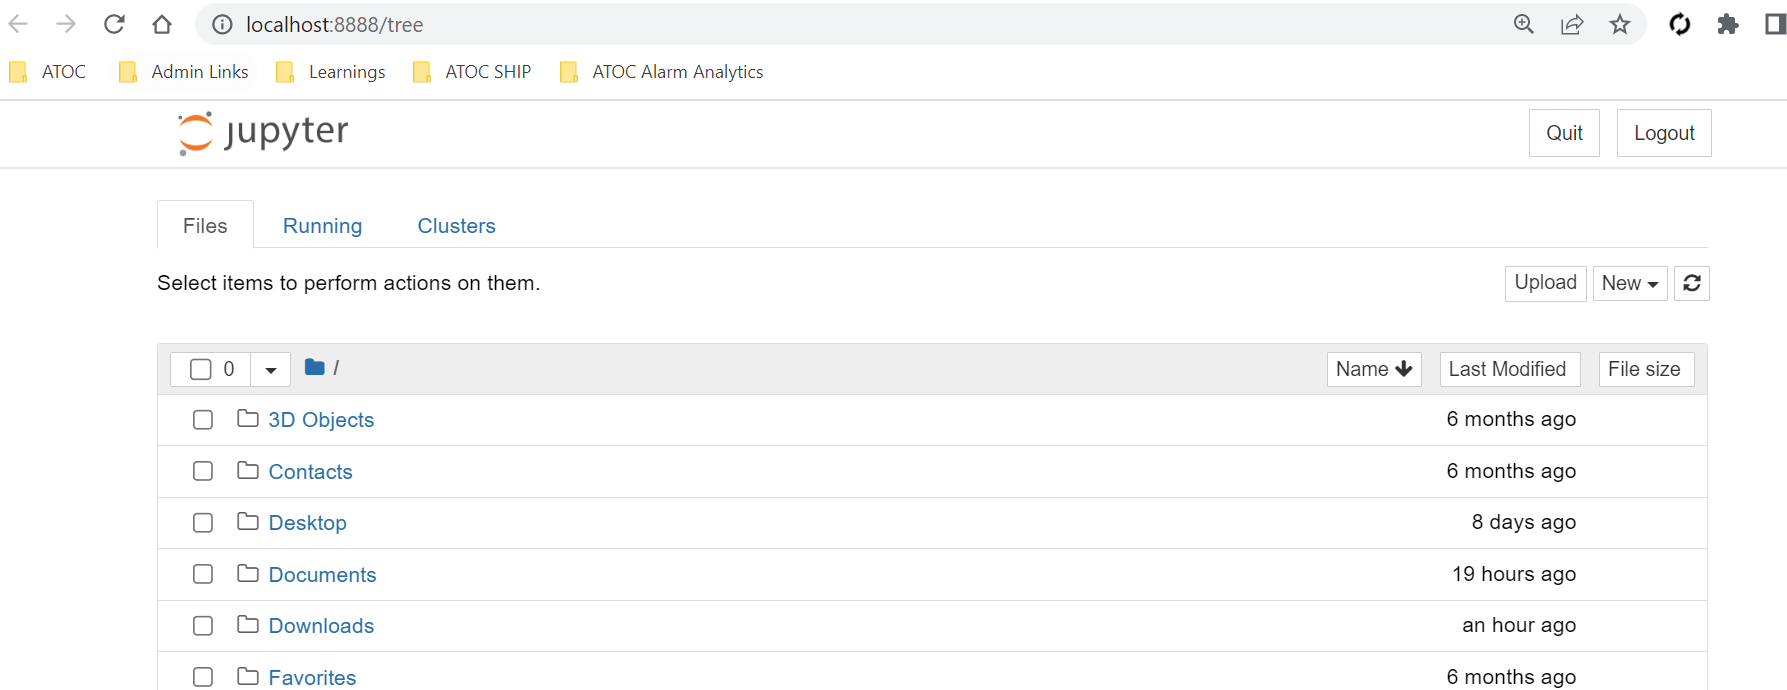 localhost:8888/tree
ATOC Admin Links Learnings ATOC SHIP ATOC Alarm Analytics
jupyter Quit Logout
Files Running Clusters
Select items to perform actions on them. Upload New
0 / Name Last Modified File size
3D Objects 6 months ago
Contacts 6 months ago
Desktop 8 days ago
Documents 19 hours ago
Downloads an hour ago
Favorites 6 months ago